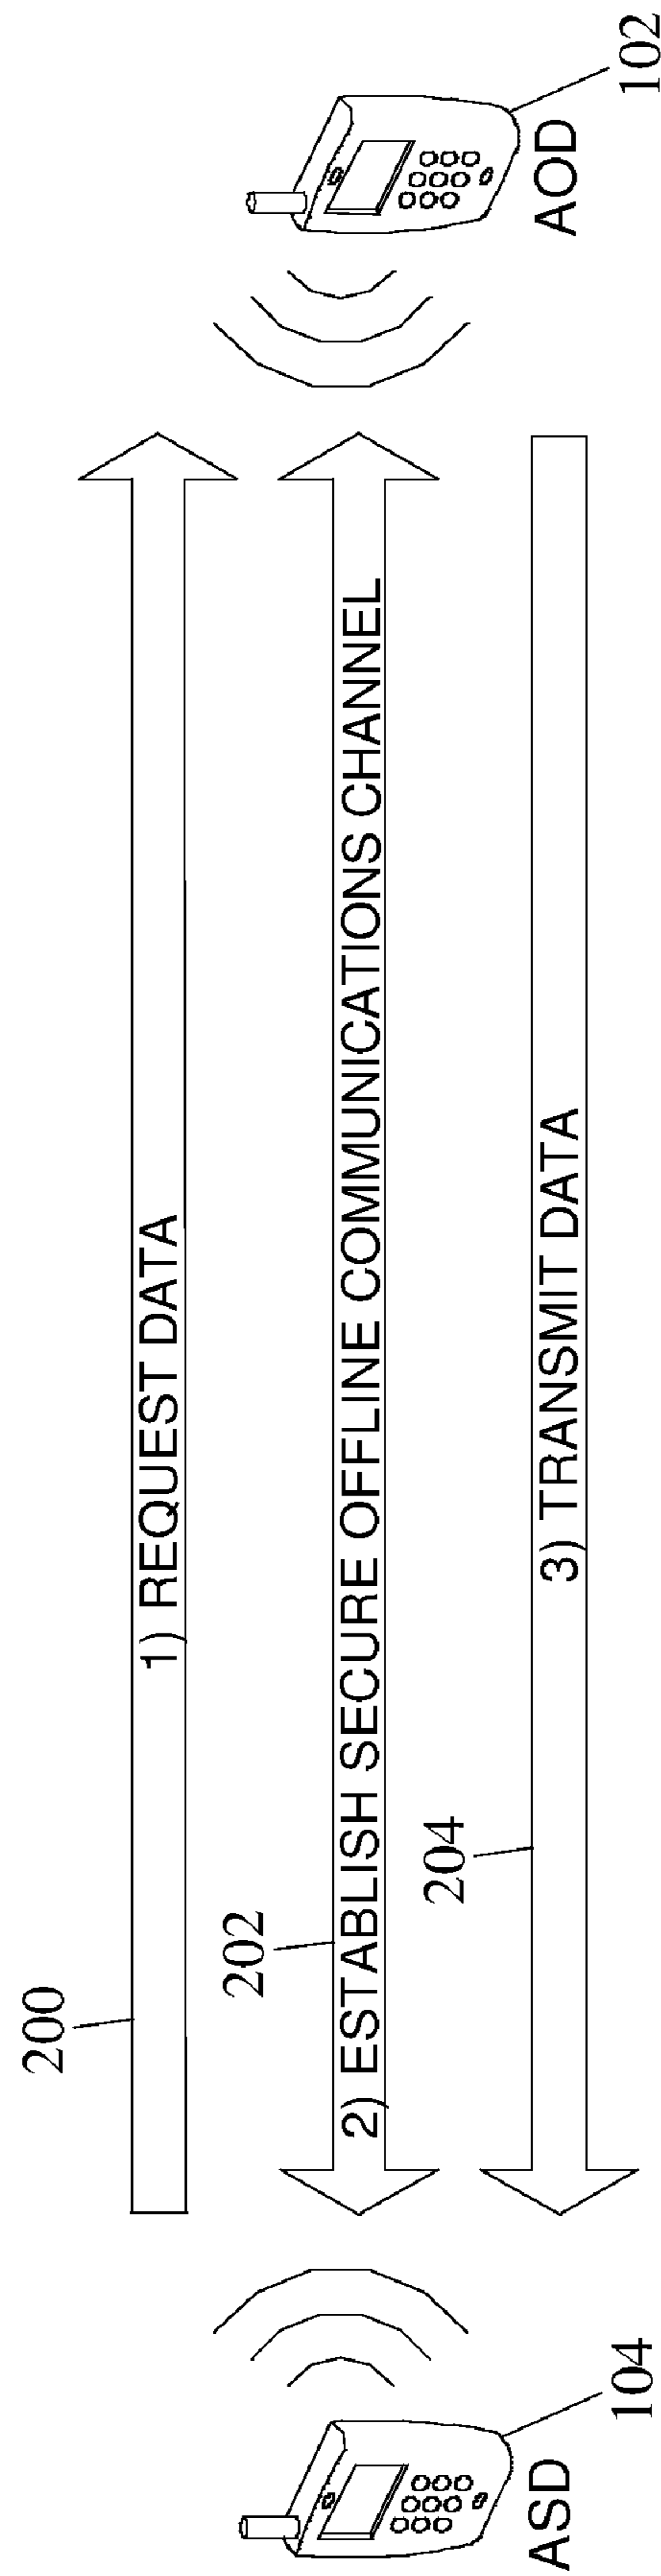 200
1) REQUEST DATA
202
2) ESTABLISH SECURE OFFLINE COMMUNICATIONS CHANNEL
204
3) TRANSMIT DATA
104
ASD
102
AOD